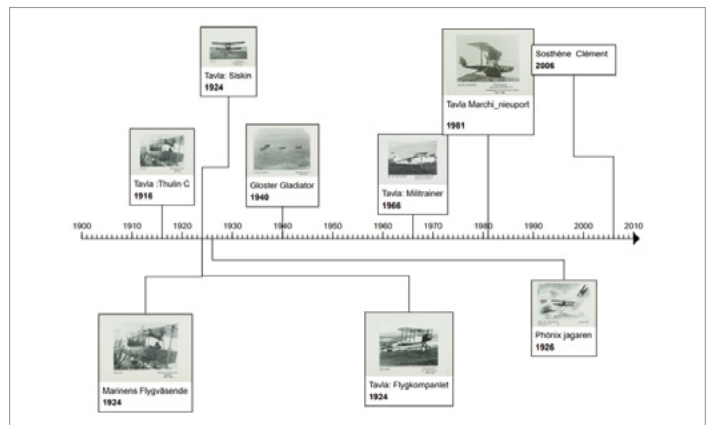 Tavla: Siskin
1924
Sosthène Clément
2006
Tavla Marchi_nieuport
1981
Tavla :Thulin C
1916
Gloster Gladiator
1940
Tavla: Militrainer
1966
1900 1910 1920 1930 1940 1950 1960 1970 1980 1990 2000 2010
Phönix jagaren
1926
Marinens Flygväsende
1924
Tavla: Flygkompaniet
1924